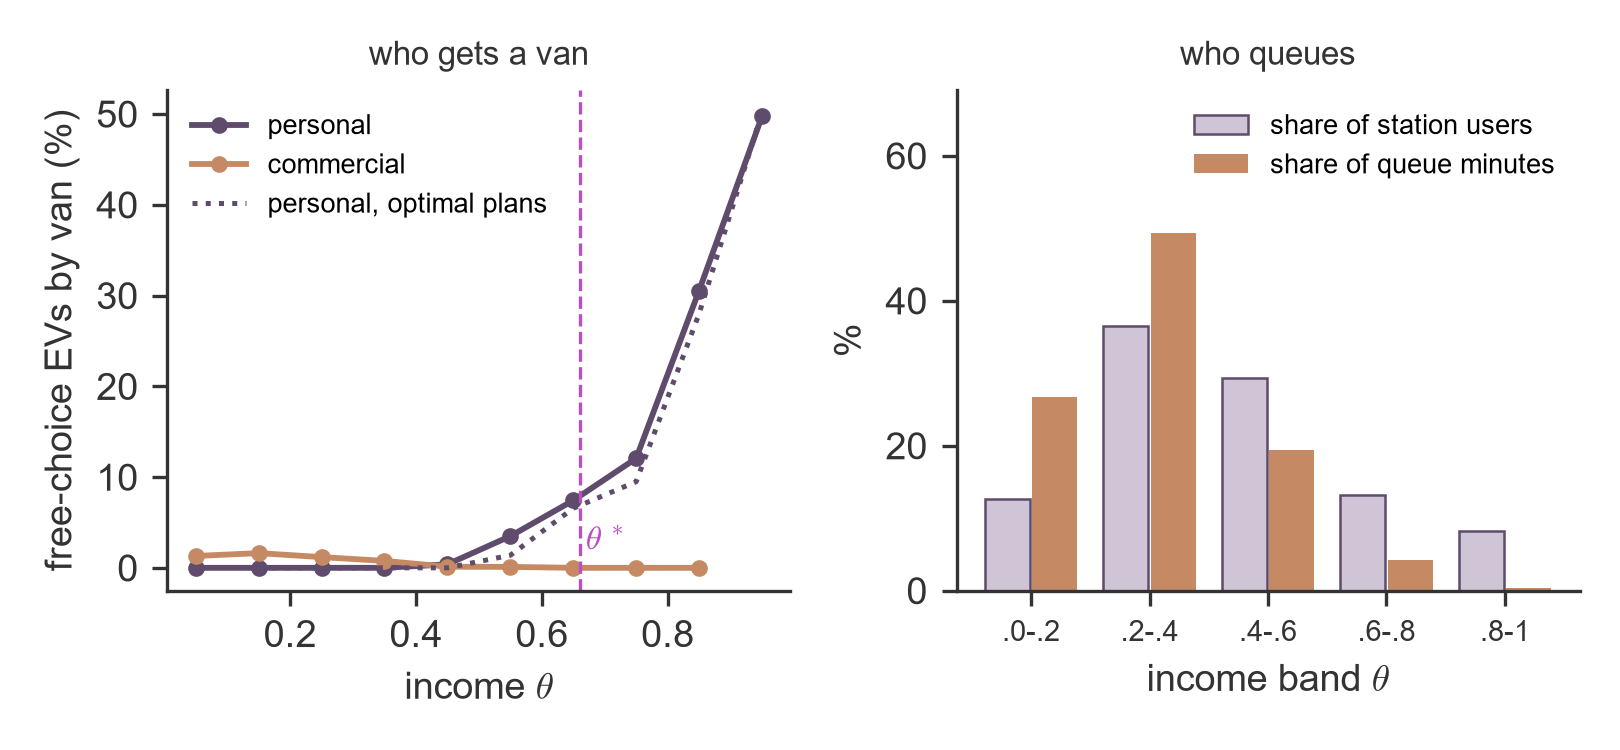 who gets a van
personal
commercial
personal, optimal plans
free-choice EVs by van (%)
50
40
30
20
10
0
θ *
0.2 0.4 0.6 0.8
income θ
who queues
share of station users
share of queue minutes
%
60
40
20
0
.0-.2 .2-.4 .4-.6 .6-.8 .8-1
income band θ